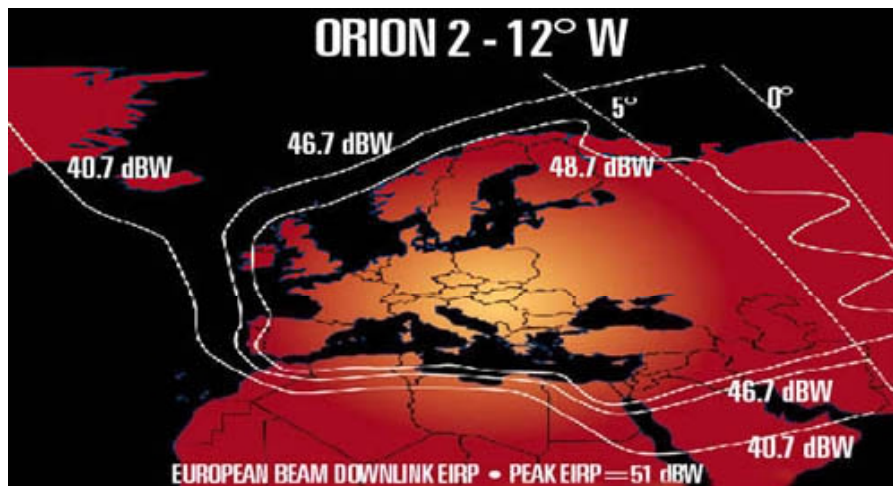 ORION 2 - 12° W
0°
5°
46.7 dBW
40.7 dBW
48.7 dBW
46.7 dBW
40.7 dBW
EUROPEAN BEAM DOWNLINK EIRP • PEAK EIRP = 51 dBW